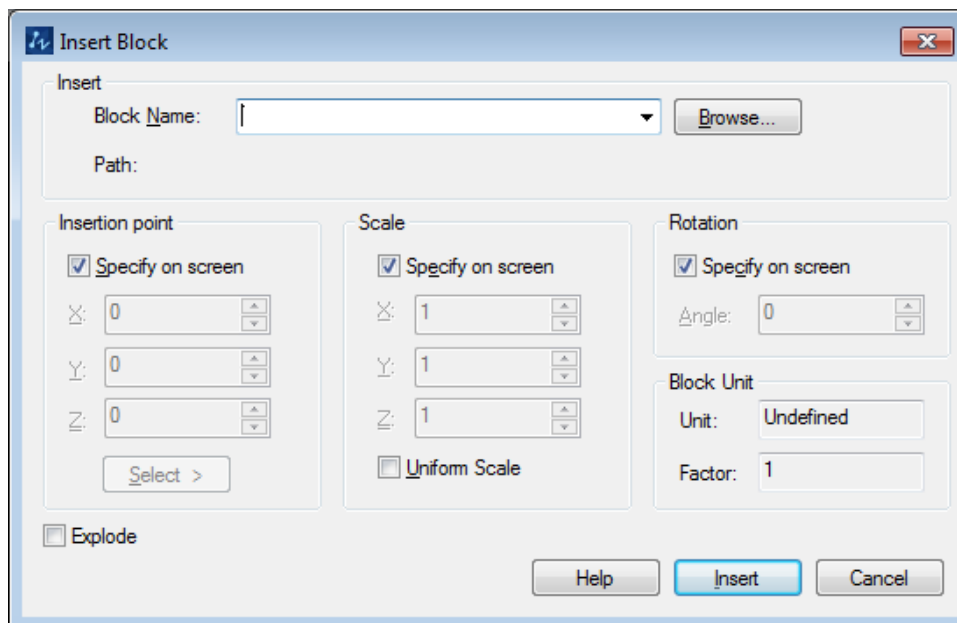 Insert Block
Insert
Block Name:
Browse...
Path:
Insertion point
Specify on screen
X: 0
Y: 0
Z: 0
Select >
Scale
Specify on screen
X: 1
Y: 1
Z: 1
Uniform Scale
Rotation
Specify on screen
Angle: 0
Block Unit
Unit: Undefined
Factor: 1
Explode
Help Insert Cancel